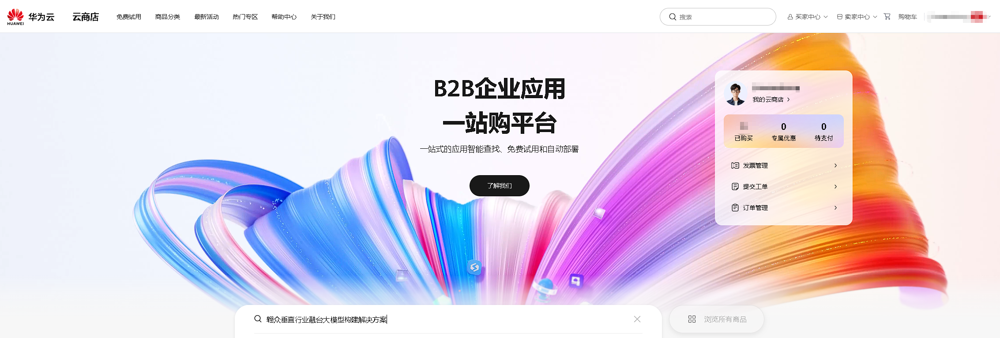 HUAWEI 华为云 云商店 免费试用 商品分类 最新活动 热门专区 帮助中心 关于我们 搜索 买家中心 卖家中心 购物车
B2B企业应用
一站购平台
一站式的应用智能查找、免费试用和自动部署
了解我们
我的云商店
0 0
已购买 专属优惠 待支付
发票管理
提交工单
订单管理
翱众垂直行业融合大模型构建解决方案
浏览所有商品